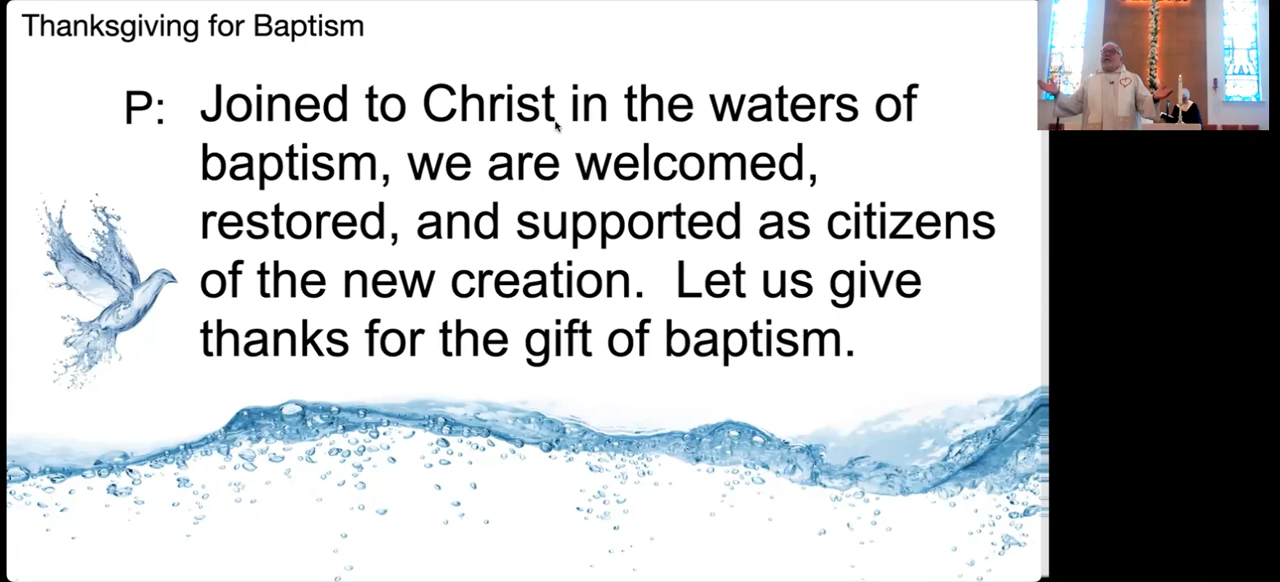 Thanksgiving for Baptism
P: Joined to Christ in the waters of
baptism, we are welcomed,
restored, and supported as citizens
of the new creation.  Let us give
thanks for the gift of baptism.